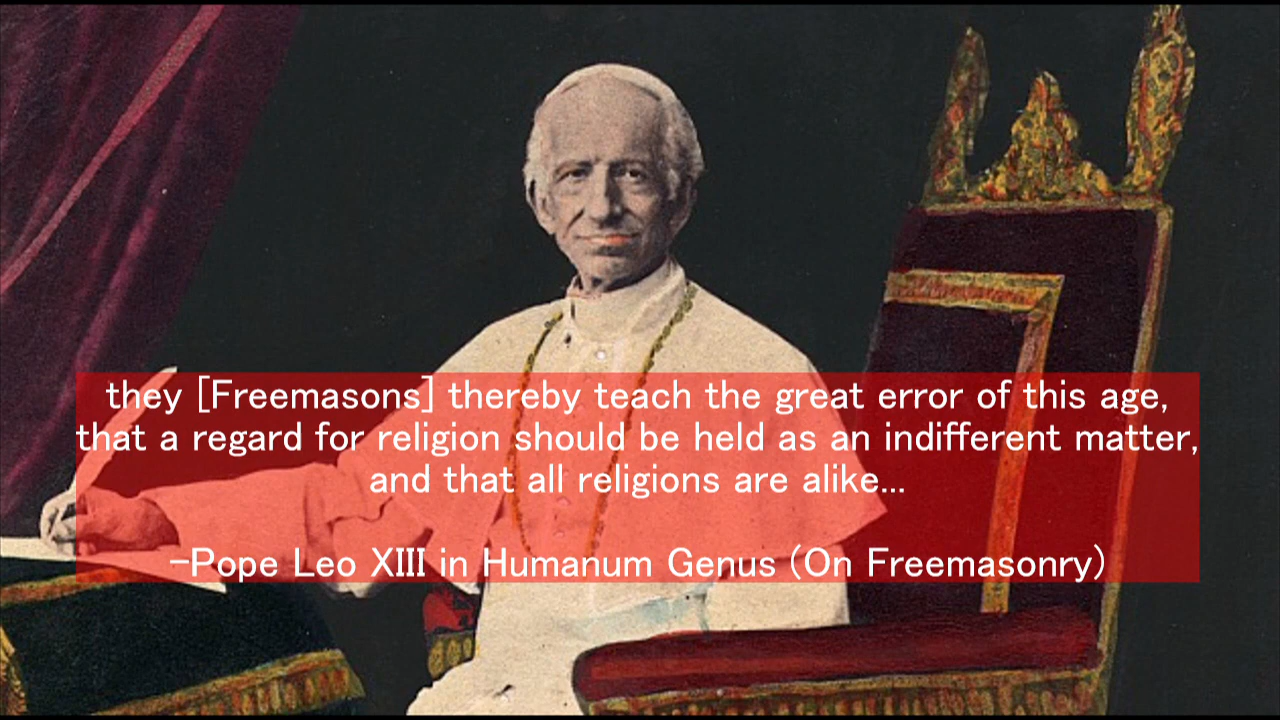 they [Freemasons] thereby teach the great error of this age,
that a regard for religion should be held as an indifferent matter,
and that all religions are alike...
-Pope Leo XIII in Humanum Genus (On Freemasonry)